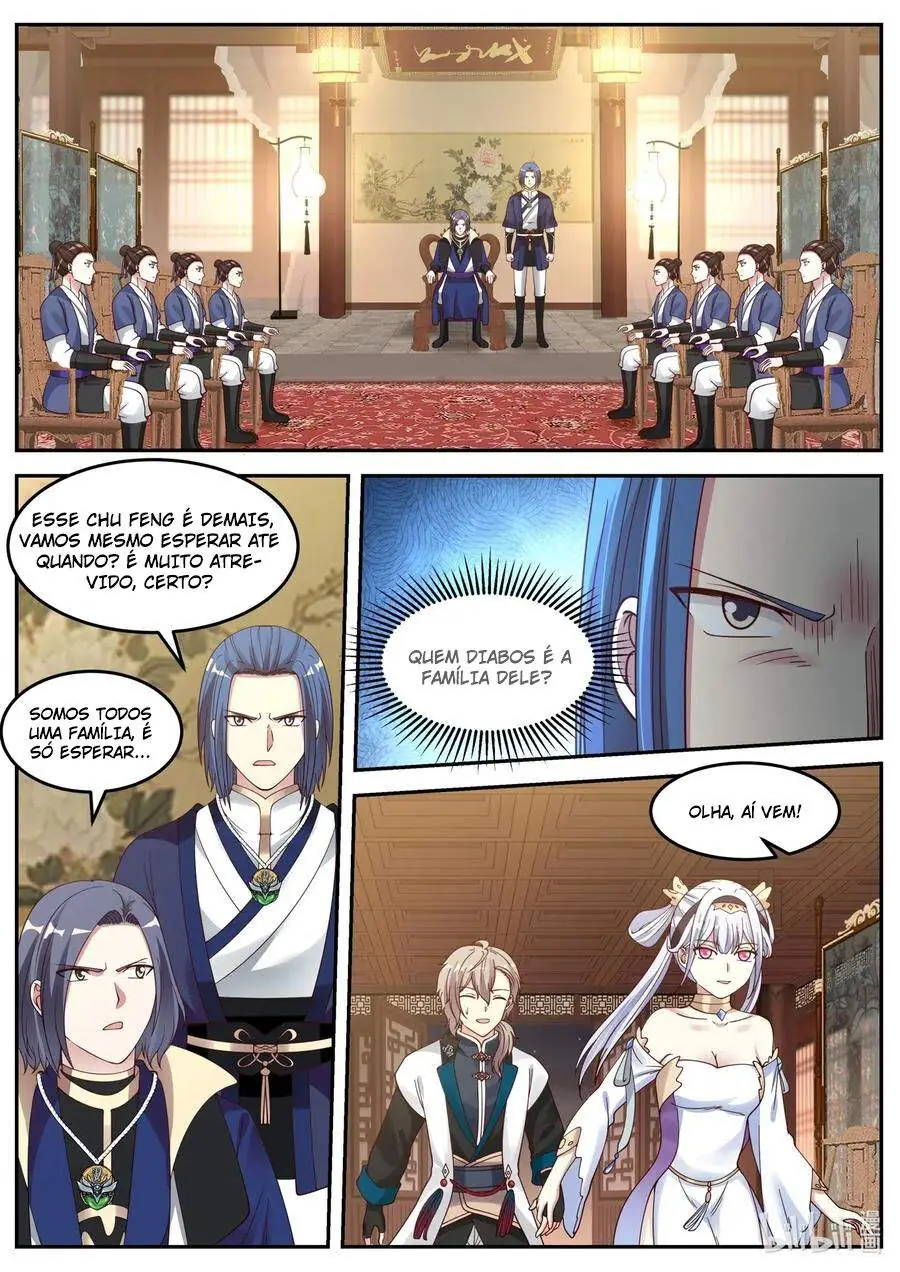 ESSE CHU FENG É DEMAIS,
VAMOS MESMO ESPERAR ATE
QUANDO? É MUITO ATRE-
VIDO, CERTO?
SOMOS TODOS
UMA FAMÍLIA, É
SÓ ESPERAR...
QUEM DIABOS É A
FAMÍLIA DELE?
OLHA, AÍ VEM!
bilibili